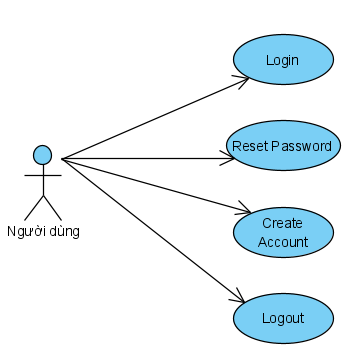 Login
Reset Password
Người dùng
Create
Account
Logout